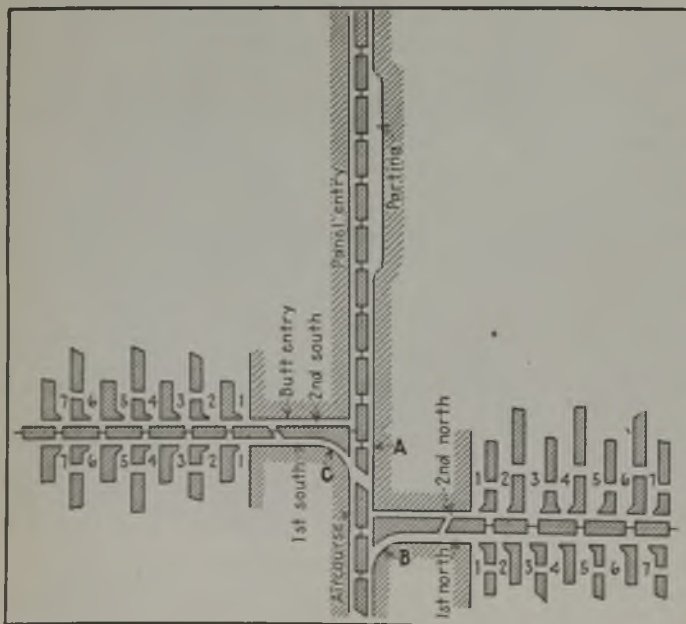 Panel entry
Parting
Butt entry
2nd south
7 6 5 4 3 2 1
A
2nd north
1 2 3 4 5 6 7
7 6 5 4 3 2 1
C
1st south
Aircourse
B
1st north
1 2 3 4 5 6 7